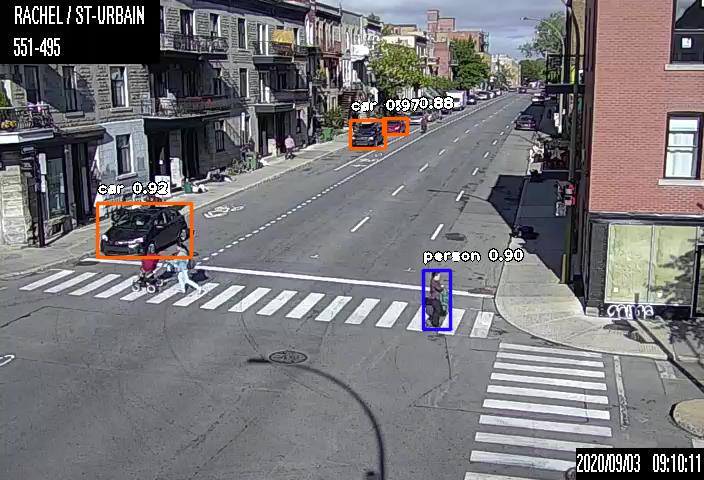 RACHEL / ST-URBAIN
551-495
car 0.97
0.88
car 0.92
person 0.90
2020/09/03 09:10:11